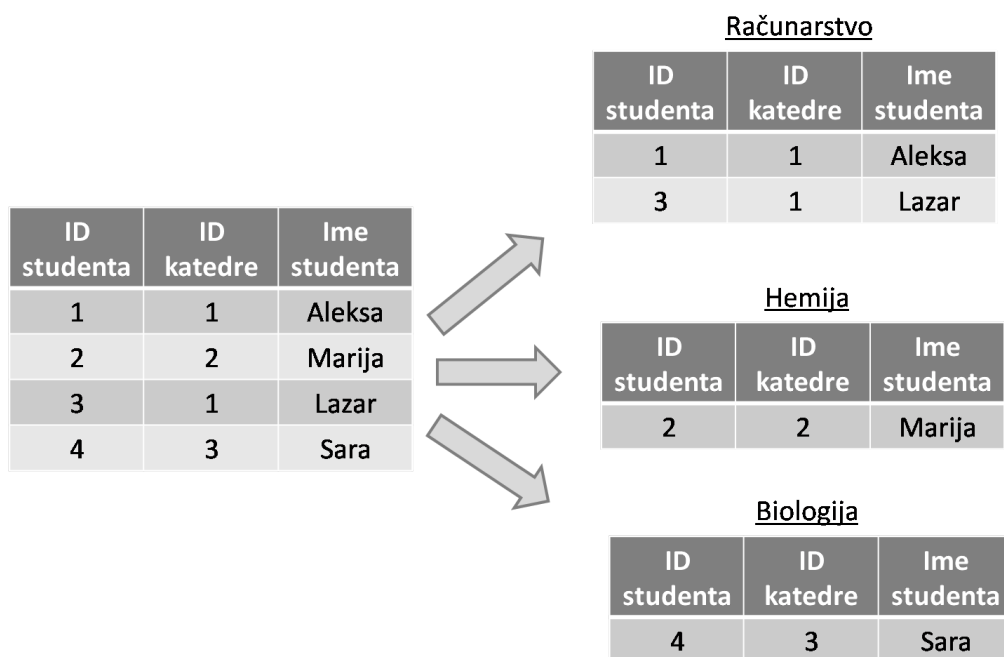 ID studenta ID katedre Ime studenta
1 1 Aleksa
2 2 Marija
3 1 Lazar
4 3 Sara
Računarstvo
ID studenta ID katedre Ime studenta
1 1 Aleksa
3 1 Lazar
Hemija
ID studenta ID katedre Ime studenta
2 2 Marija
Biologija
ID studenta ID katedre Ime studenta
4 3 Sara